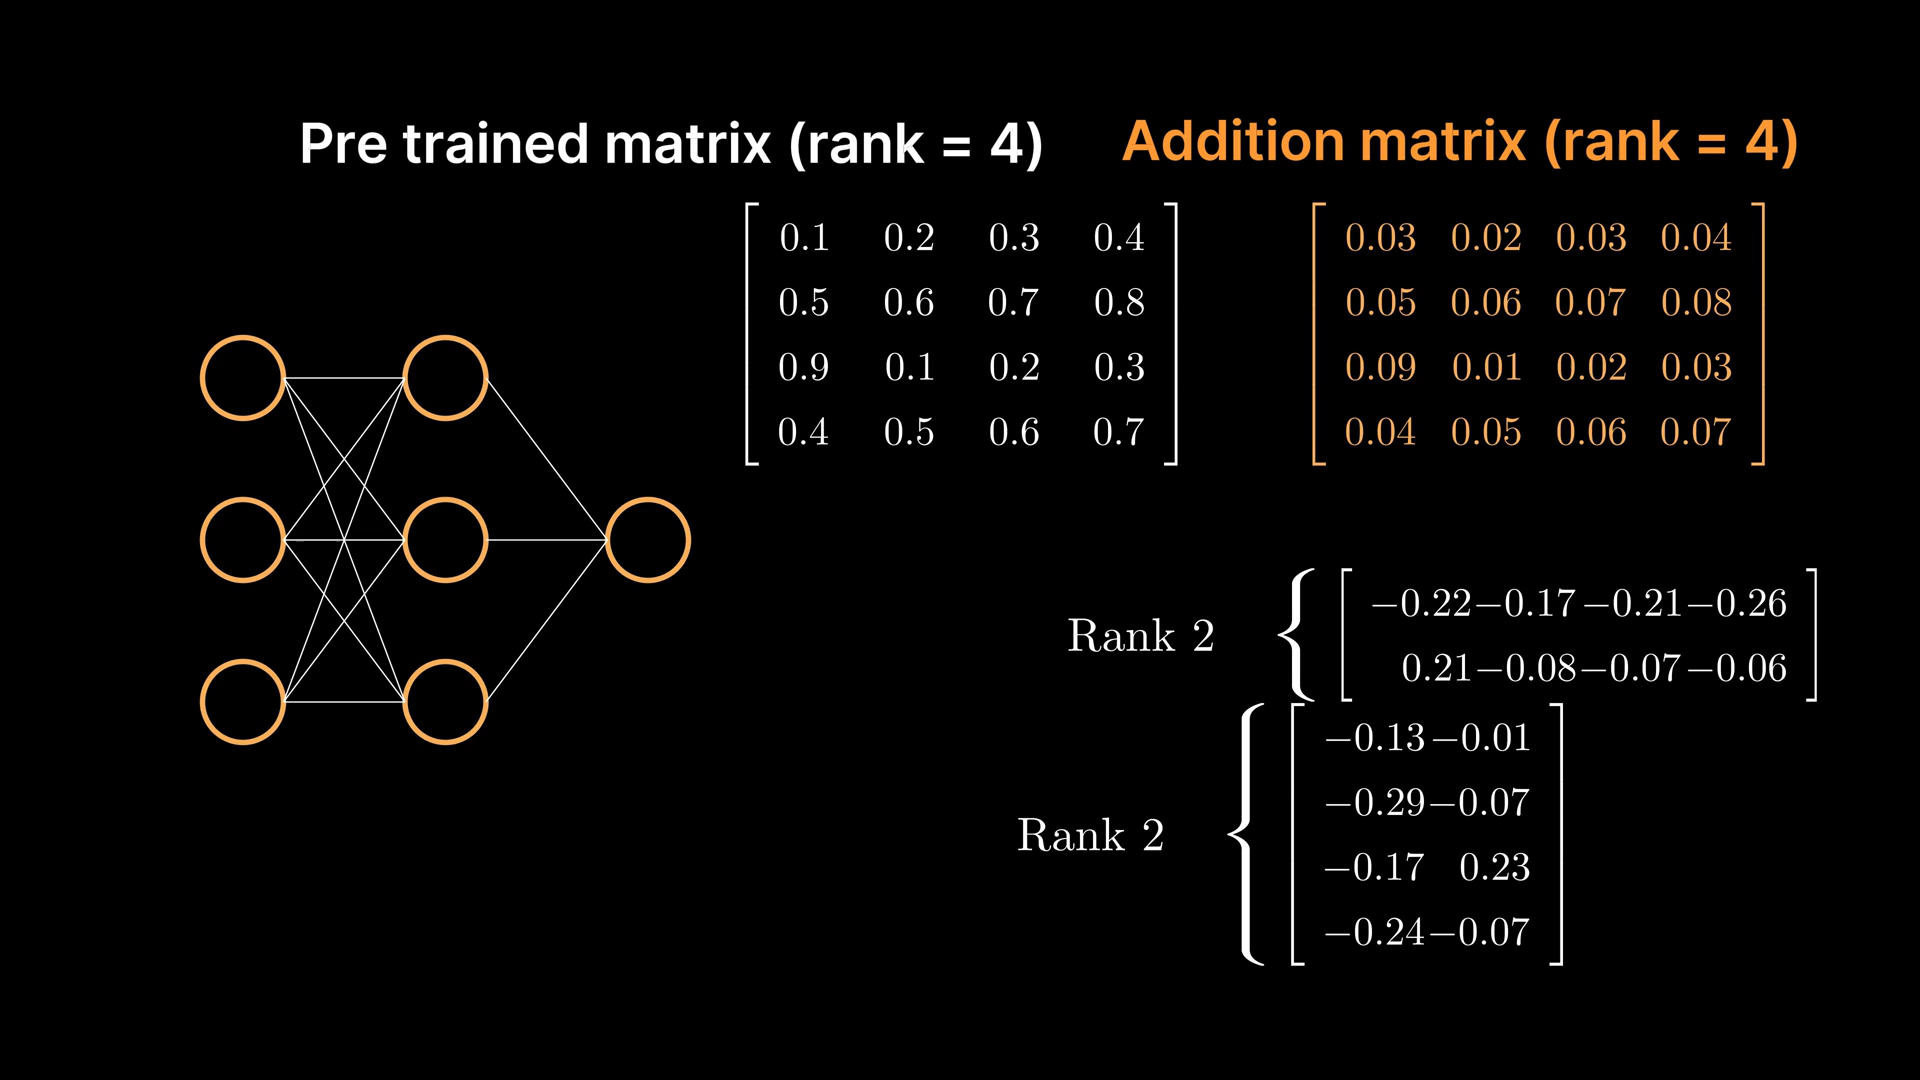 Pre trained matrix (rank = 4)
Addition matrix (rank = 4)
0.1 0.2 0.3 0.4
0.5 0.6 0.7 0.8
0.9 0.1 0.2 0.3
0.4 0.5 0.6 0.7
0.03 0.02 0.03 0.04
0.05 0.06 0.07 0.08
0.09 0.01 0.02 0.03
0.04 0.05 0.06 0.07
Rank 2
−0.22 −0.17 −0.21 −0.26
0.21 −0.08 −0.07 −0.06
Rank 2
−0.13 −0.01
−0.29 −0.07
−0.17 0.23
−0.24 −0.07